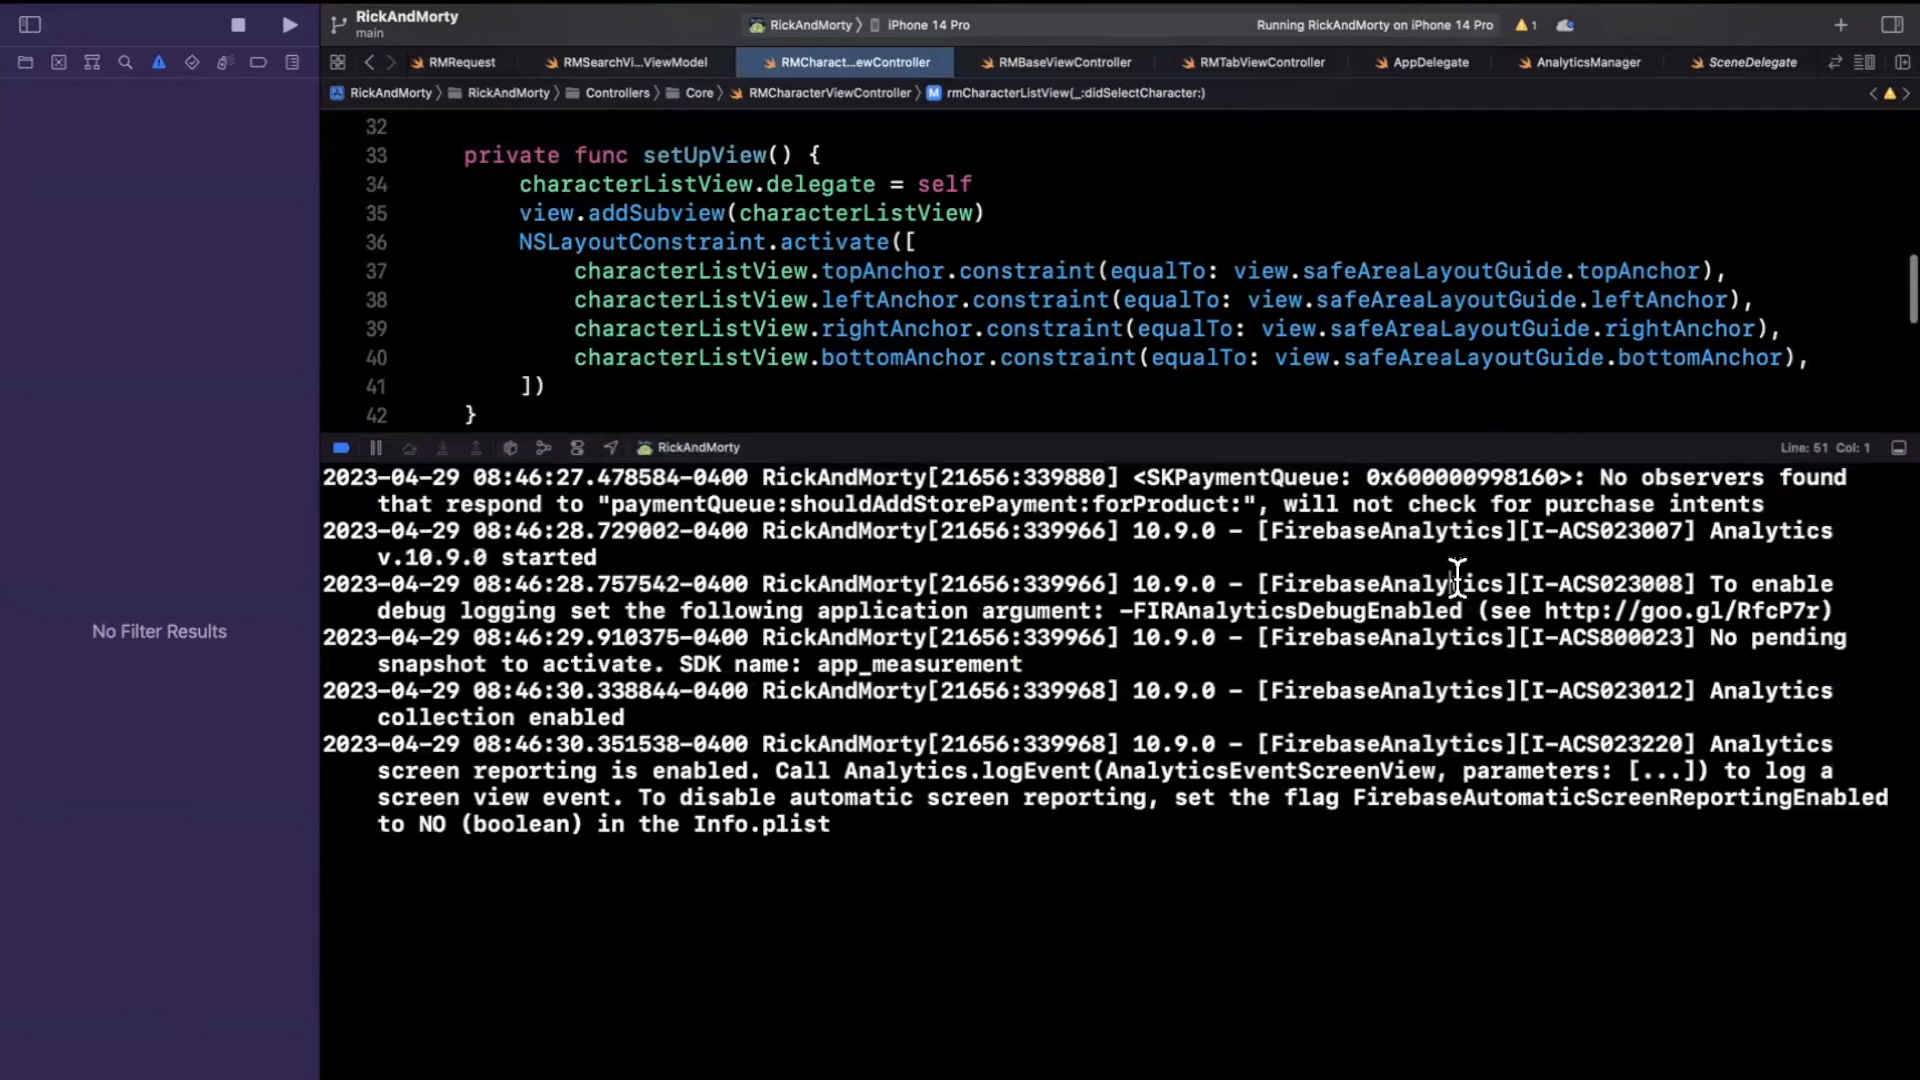 RickAndMorty
main
RickAndMorty
iPhone 14 Pro
Running RickAndMorty on iPhone 14 Pro
1
RMRequest
RMSearchVi...ViewModel
RMCharact...ewController
RMBaseViewController
RMTabViewController
AppDelegate
AnalyticsManager
SceneDelegate
RickAndMorty
RickAndMorty
Controllers
Core
RMCharacterViewController
M
rmCharacterListView(_:didSelectCharacter:)
32
33 private func setUpView() {
34 characterListView.delegate = self
35 view.addSubview(characterListView)
36 NSLayoutConstraint.activate([
37 characterListView.topAnchor.constraint(equalTo: view.safeAreaLayoutGuide.topAnchor),
38 characterListView.leftAnchor.constraint(equalTo: view.safeAreaLayoutGuide.leftAnchor),
39 characterListView.rightAnchor.constraint(equalTo: view.safeAreaLayoutGuide.rightAnchor),
40 characterListView.bottomAnchor.constraint(equalTo: view.safeAreaLayoutGuide.bottomAnchor),
41 ])
42 }
RickAndMorty
Line: 51 Col: 1
2023-04-29 08:46:27.478584-0400 RickAndMorty[21656:339880] <SKPaymentQueue: 0x600000998160>: No observers found
that respond to "paymentQueue:shouldAddStorePayment:forProduct:", will not check for purchase intents
2023-04-29 08:46:28.729002-0400 RickAndMorty[21656:339966] 10.9.0 - [FirebaseAnalytics][I-ACS023007] Analytics
v.10.9.0 started
2023-04-29 08:46:28.757542-0400 RickAndMorty[21656:339966] 10.9.0 - [FirebaseAnalytics][I-ACS023008] To enable
debug logging set the following application argument: -FIRAnalyticsDebugEnabled (see http://goo.gl/RfcP7r)
2023-04-29 08:46:29.910375-0400 RickAndMorty[21656:339966] 10.9.0 - [FirebaseAnalytics][I-ACS800023] No pending
snapshot to activate. SDK name: app_measurement
2023-04-29 08:46:30.338844-0400 RickAndMorty[21656:339968] 10.9.0 - [FirebaseAnalytics][I-ACS023012] Analytics
collection enabled
2023-04-29 08:46:30.351538-0400 RickAndMorty[21656:339968] 10.9.0 - [FirebaseAnalytics][I-ACS023220] Analytics
screen reporting is enabled. Call Analytics.logEvent(AnalyticsEventScreenView, parameters: [...]) to log a
screen view event. To disable automatic screen reporting, set the flag FirebaseAutomaticScreenReportingEnabled
to NO (boolean) in the Info.plist
No Filter Results